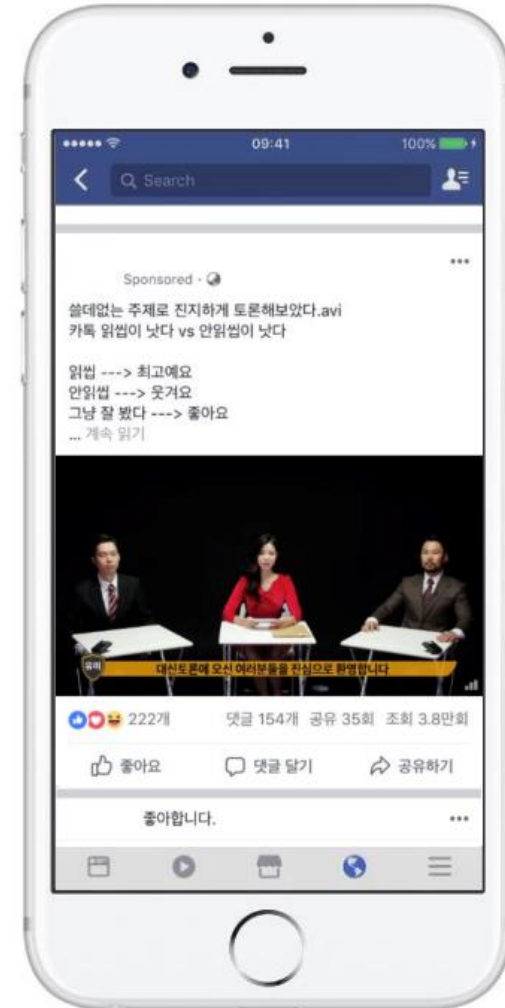 09:41
100%
Search
Sponsored
쓸데없는 주제로 진지하게 토론해보았다.avi
카톡 읽씹이 낫다 vs 안읽씹이 낫다
읽씹 ---> 최고예요
안읽씹 ---> 웃겨요
그냥 잘 봤다 ---> 좋아요
... 계속 읽기
유미
대신토론에 오신 여러분들을 진심으로 환영합니다
222개 댓글 154개 공유 35회 조회 3.8만회
좋아요 댓글 달기 공유하기
좋아합니다.